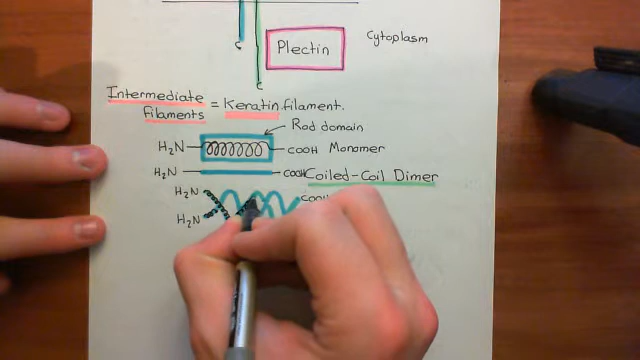 C
Plectin
Cytoplasm
C
Intermediate
filaments = Keratin filament.
Rod domain
H₂N COOH Monomer
H₂N COOH Coiled-Coil Dimer
H₂N
H₂N